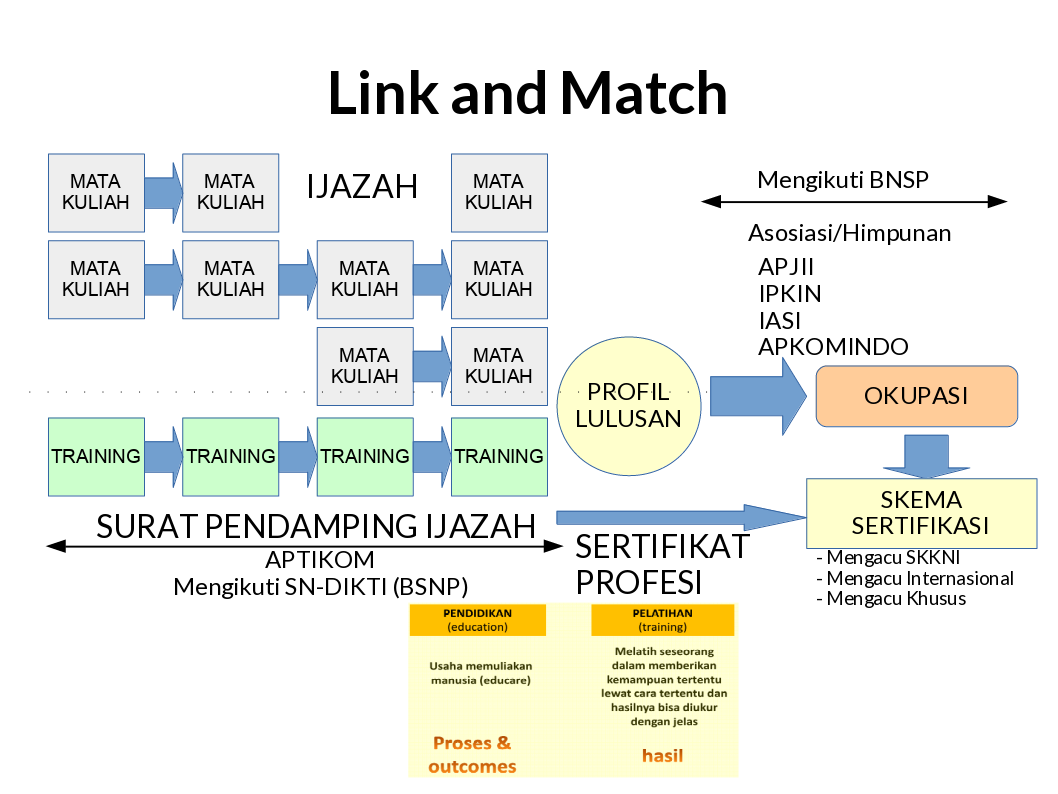 Link and Match
MATA
KULIAH
MATA
KULIAH
IJAZAH
MATA
KULIAH
MATA
KULIAH
MATA
KULIAH
MATA
KULIAH
MATA
KULIAH
MATA
KULIAH
MATA
KULIAH
TRAINING
TRAINING
TRAINING
TRAINING
SURAT PENDAMPING IJAZAH
APTIKOM
Mengikuti SN-DIKTI (BSNP)
PROFIL
LULUSAN
Mengikuti BNSP
Asosiasi/Himpunan
APJII
IPKIN
IASI
APKOMINDO
OKUPASI
SKEMA
SERTIFIKASI
- Mengacu SKKNI
- Mengacu Internasional
- Mengacu Khusus
SERTIFIKAT
PROFESI
PENDIDIKAN
(education)
Usaha memuliakan
manusia (educare)
Proses &
outcomes
PELATIHAN
(training)
Melatih seseorang
dalam memberikan
kemampuan tertentu
lewat cara tertentu dan
hasilnya bisa diukur
dengan jelas
hasil